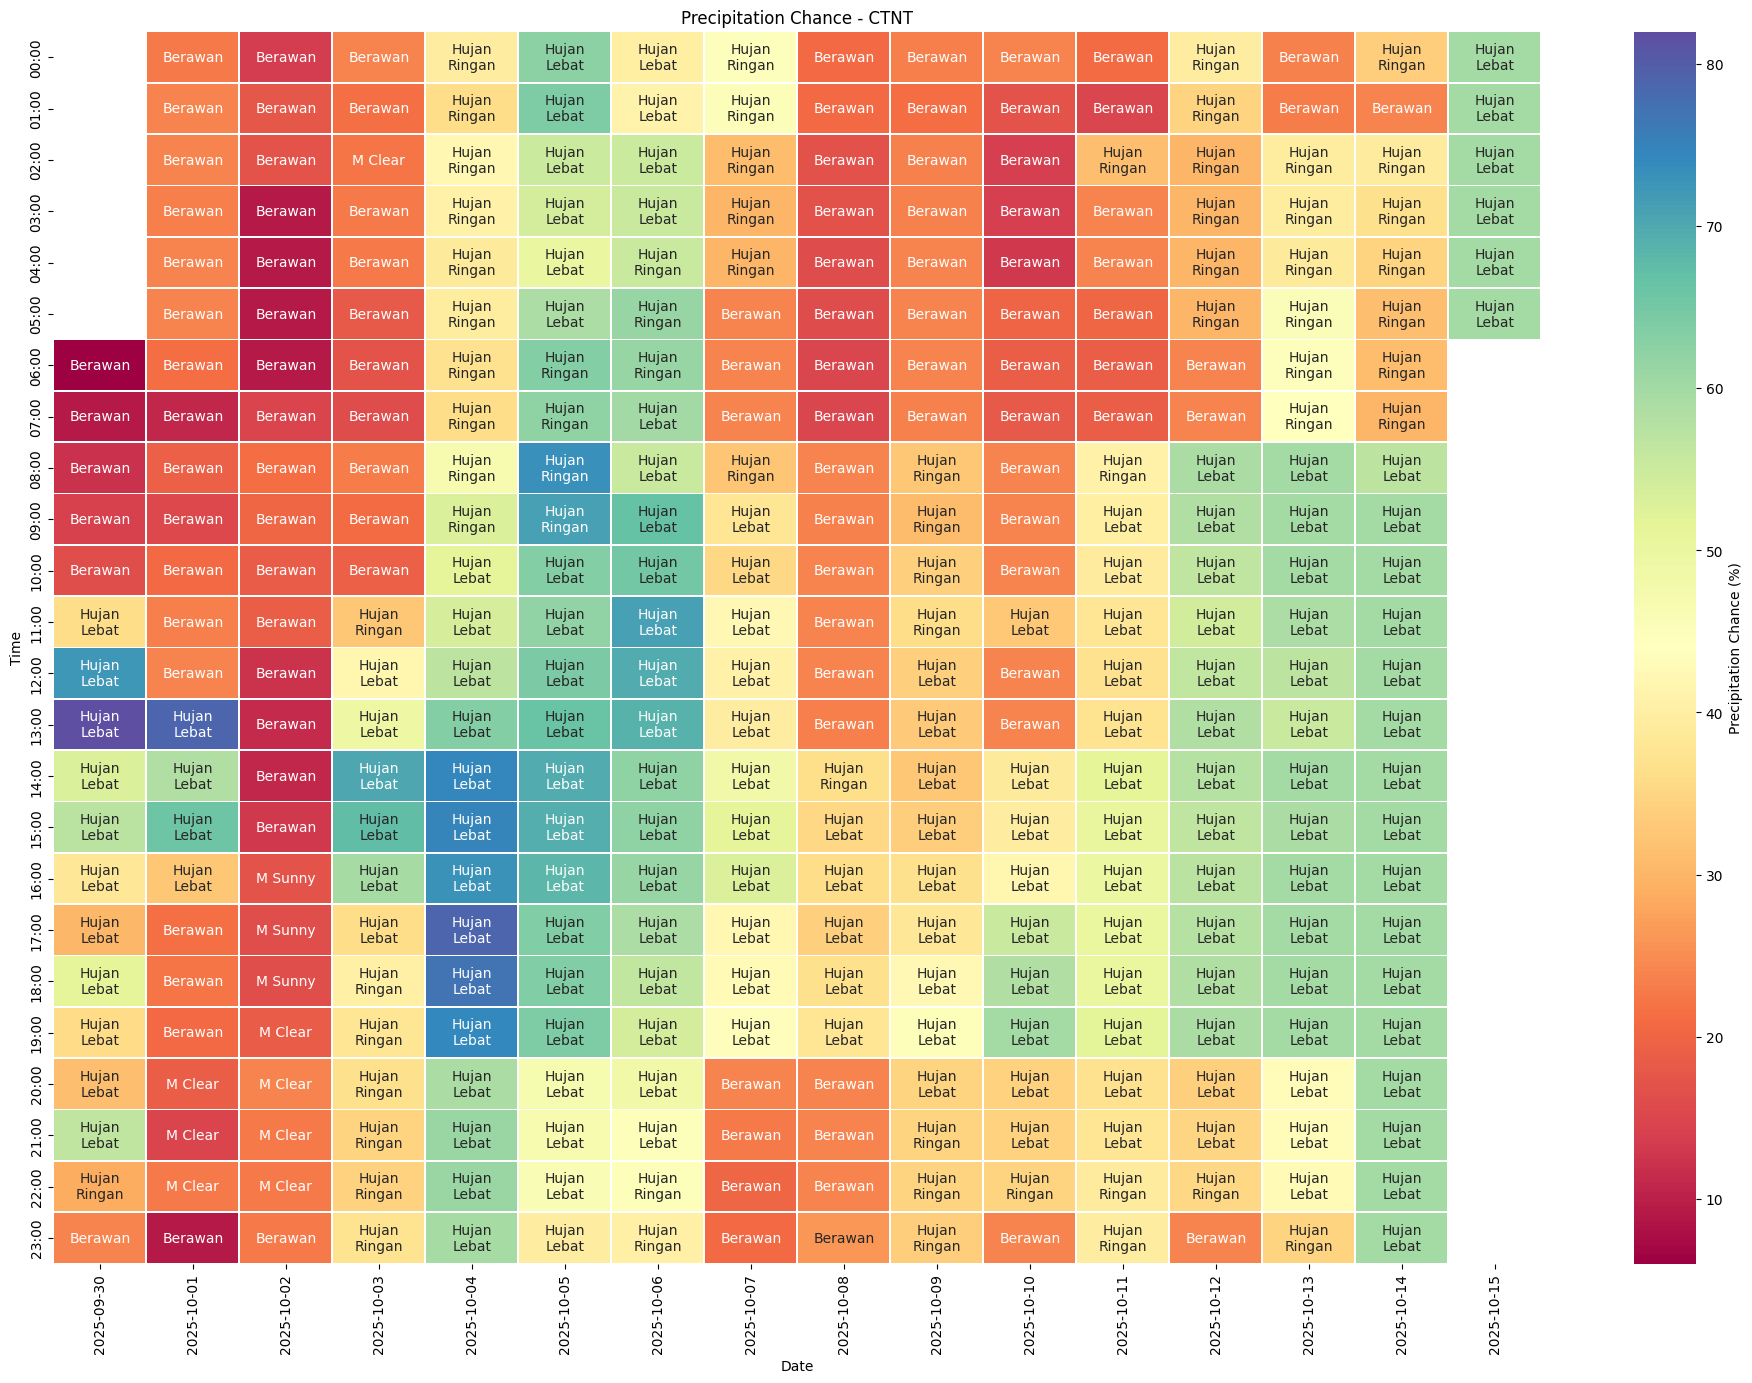 Precipitation Chance - CTNT
00:00 Berawan Berawan Berawan Hujan Ringan Hujan Lebat Hujan Lebat Hujan Ringan Berawan Berawan Berawan Berawan Hujan Ringan Berawan Hujan Ringan Hujan Lebat
01:00 Berawan Berawan Berawan Hujan Ringan Hujan Lebat Hujan Lebat Hujan Ringan Berawan Berawan Berawan Berawan Hujan Ringan Berawan Berawan Hujan Lebat
02:00 Berawan Berawan M Clear Hujan Ringan Hujan Lebat Hujan Lebat Hujan Ringan Berawan Berawan Berawan Hujan Ringan Hujan Ringan Hujan Ringan Hujan Ringan Hujan Lebat
03:00 Berawan Berawan Berawan Hujan Ringan Hujan Lebat Hujan Lebat Hujan Ringan Berawan Berawan Berawan Berawan Hujan Ringan Hujan Ringan Hujan Ringan Hujan Lebat
04:00 Berawan Berawan Berawan Hujan Ringan Hujan Lebat Hujan Ringan Hujan Ringan Berawan Berawan Berawan Berawan Hujan Ringan Hujan Ringan Hujan Ringan Hujan Lebat
05:00 Berawan Berawan Berawan Hujan Ringan Hujan Lebat Hujan Ringan Berawan Berawan Berawan Berawan Berawan Hujan Ringan Hujan Ringan Hujan Ringan Hujan Lebat
06:00 Berawan Berawan Berawan Berawan Hujan Ringan Hujan Ringan Hujan Ringan Berawan Berawan Berawan Berawan Berawan Berawan Hujan Ringan Hujan Ringan
07:00 Berawan Berawan Berawan Berawan Hujan Ringan Hujan Ringan Hujan Lebat Berawan Berawan Berawan Berawan Berawan Berawan Hujan Ringan Hujan Ringan
08:00 Berawan Berawan Berawan Berawan Hujan Ringan Hujan Ringan Hujan Lebat Hujan Ringan Berawan Hujan Ringan Berawan Hujan Ringan Hujan Lebat Hujan Lebat Hujan Lebat
09:00 Berawan Berawan Berawan Berawan Hujan Ringan Hujan Ringan Hujan Lebat Hujan Lebat Berawan Hujan Ringan Berawan Hujan Lebat Hujan Lebat Hujan Lebat Hujan Lebat
10:00 Berawan Berawan Berawan Berawan Hujan Lebat Hujan Lebat Hujan Lebat Hujan Lebat Berawan Hujan Ringan Berawan Hujan Lebat Hujan Lebat Hujan Lebat Hujan Lebat
11:00 Hujan Lebat Berawan Berawan Hujan Ringan Hujan Lebat Hujan Lebat Hujan Lebat Hujan Lebat Berawan Hujan Ringan Hujan Lebat Hujan Lebat Hujan Lebat Hujan Lebat Hujan Lebat
12:00 Hujan Lebat Berawan Berawan Hujan Lebat Hujan Lebat Hujan Lebat Hujan Lebat Hujan Lebat Berawan Hujan Lebat Berawan Hujan Lebat Hujan Lebat Hujan Lebat Hujan Lebat
13:00 Hujan Lebat Hujan Lebat Berawan Hujan Lebat Hujan Lebat Hujan Lebat Hujan Lebat Hujan Lebat Berawan Hujan Lebat Berawan Hujan Lebat Hujan Lebat Hujan Lebat Hujan Lebat
14:00 Hujan Lebat Hujan Lebat Berawan Hujan Lebat Hujan Lebat Hujan Lebat Hujan Lebat Hujan Lebat Hujan Ringan Hujan Lebat Hujan Lebat Hujan Lebat Hujan Lebat Hujan Lebat Hujan Lebat
15:00 Hujan Lebat Hujan Lebat Berawan Hujan Lebat Hujan Lebat Hujan Lebat Hujan Lebat Hujan Lebat Hujan Lebat Hujan Lebat Hujan Lebat Hujan Lebat Hujan Lebat Hujan Lebat Hujan Lebat
16:00 Hujan Lebat Hujan Lebat M Sunny Hujan Lebat Hujan Lebat Hujan Lebat Hujan Lebat Hujan Lebat Hujan Lebat Hujan Lebat Hujan Lebat Hujan Lebat Hujan Lebat Hujan Lebat Hujan Lebat
17:00 Hujan Lebat Berawan M Sunny Hujan Lebat Hujan Lebat Hujan Lebat Hujan Lebat Hujan Lebat Hujan Lebat Hujan Lebat Hujan Lebat Hujan Lebat Hujan Lebat Hujan Lebat Hujan Lebat
18:00 Hujan Lebat Berawan M Sunny Hujan Ringan Hujan Lebat Hujan Lebat Hujan Lebat Hujan Lebat Hujan Lebat Hujan Lebat Hujan Lebat Hujan Lebat Hujan Lebat Hujan Lebat Hujan Lebat
19:00 Hujan Lebat Berawan M Clear Hujan Ringan Hujan Lebat Hujan Lebat Hujan Lebat Hujan Lebat Hujan Lebat Hujan Lebat Hujan Lebat Hujan Lebat Hujan Lebat Hujan Lebat Hujan Lebat
20:00 Hujan Lebat M Clear M Clear Hujan Ringan Hujan Lebat Hujan Lebat Hujan Lebat Berawan Berawan Hujan Lebat Hujan Lebat Hujan Lebat Hujan Lebat Hujan Lebat Hujan Lebat
21:00 Hujan Lebat M Clear M Clear Hujan Ringan Hujan Lebat Hujan Lebat Hujan Lebat Berawan Berawan Hujan Ringan Hujan Lebat Hujan Lebat Hujan Lebat Hujan Lebat Hujan Lebat
22:00 Hujan Ringan M Clear M Clear Hujan Ringan Hujan Lebat Hujan Lebat Hujan Ringan Berawan Berawan Hujan Ringan Hujan Ringan Hujan Ringan Hujan Ringan Hujan Lebat Hujan Lebat
23:00 Berawan Berawan Berawan Hujan Ringan Hujan Lebat Hujan Lebat Hujan Ringan Berawan Berawan Hujan Ringan Berawan Hujan Ringan Berawan Hujan Ringan Hujan Lebat
Time
2025-09-30 2025-10-01 2025-10-02 2025-10-03 2025-10-04 2025-10-05 2025-10-06 2025-10-07 2025-10-08 2025-10-09 2025-10-10 2025-10-11 2025-10-12 2025-10-13 2025-10-14 2025-10-15
Date
80
70
60
50
40
30
20
10
Precipitation Chance (%)